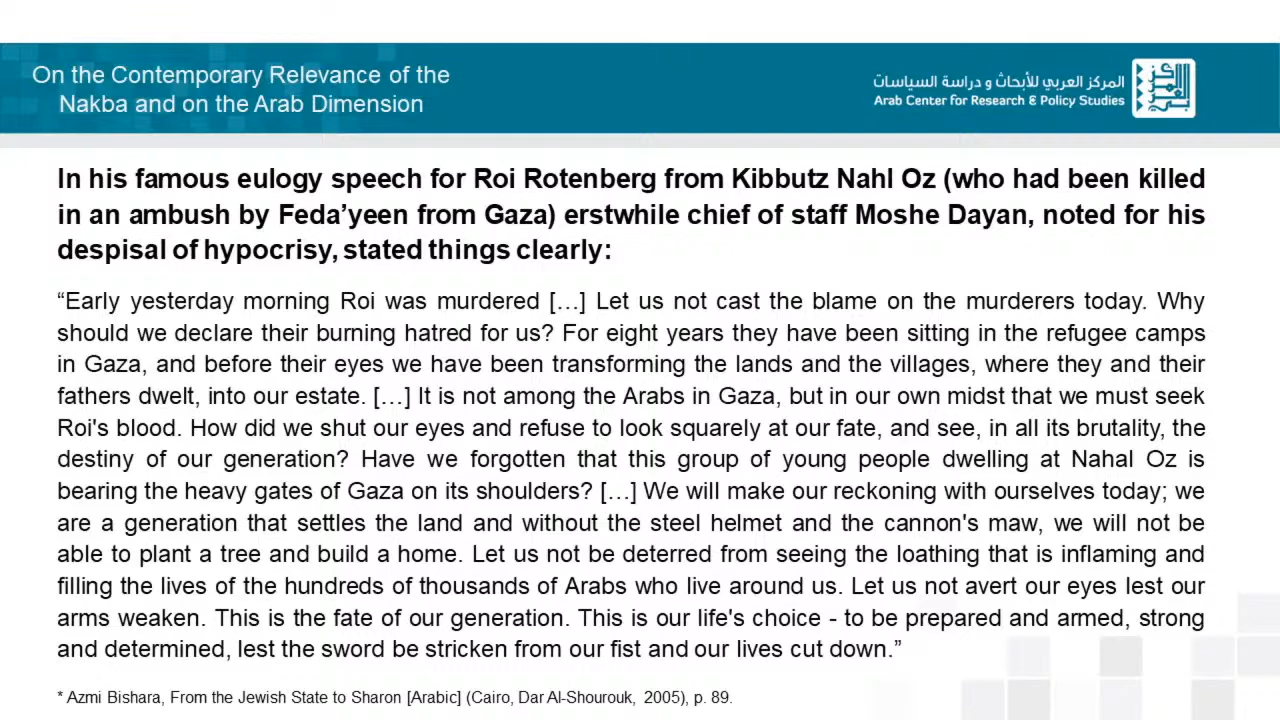 On the Contemporary Relevance of the
Nakba and on the Arab Dimension
المركز العربي للأبحاث و دراسة السياسات
Arab Center for Research & Policy Studies
In his famous eulogy speech for Roi Rotenberg from Kibbutz Nahl Oz (who had been killed
in an ambush by Feda’yeen from Gaza) erstwhile chief of staff Moshe Dayan, noted for his
despisal of hypocrisy, stated things clearly:
“Early yesterday morning Roi was murdered […] Let us not cast the blame on the murderers today. Why
should we declare their burning hatred for us? For eight years they have been sitting in the refugee camps
in Gaza, and before their eyes we have been transforming the lands and the villages, where they and their
fathers dwelt, into our estate. […] It is not among the Arabs in Gaza, but in our own midst that we must seek
Roi's blood. How did we shut our eyes and refuse to look squarely at our fate, and see, in all its brutality, the
destiny of our generation? Have we forgotten that this group of young people dwelling at Nahal Oz is
bearing the heavy gates of Gaza on its shoulders? […] We will make our reckoning with ourselves today; we
are a generation that settles the land and without the steel helmet and the cannon's maw, we will not be
able to plant a tree and build a home. Let us not be deterred from seeing the loathing that is inflaming and
filling the lives of the hundreds of thousands of Arabs who live around us. Let us not avert our eyes lest our
arms weaken. This is the fate of our generation. This is our life's choice - to be prepared and armed, strong
and determined, lest the sword be stricken from our fist and our lives cut down.”
* Azmi Bishara, From the Jewish State to Sharon [Arabic] (Cairo, Dar Al-Shourouk, 2005), p. 89.